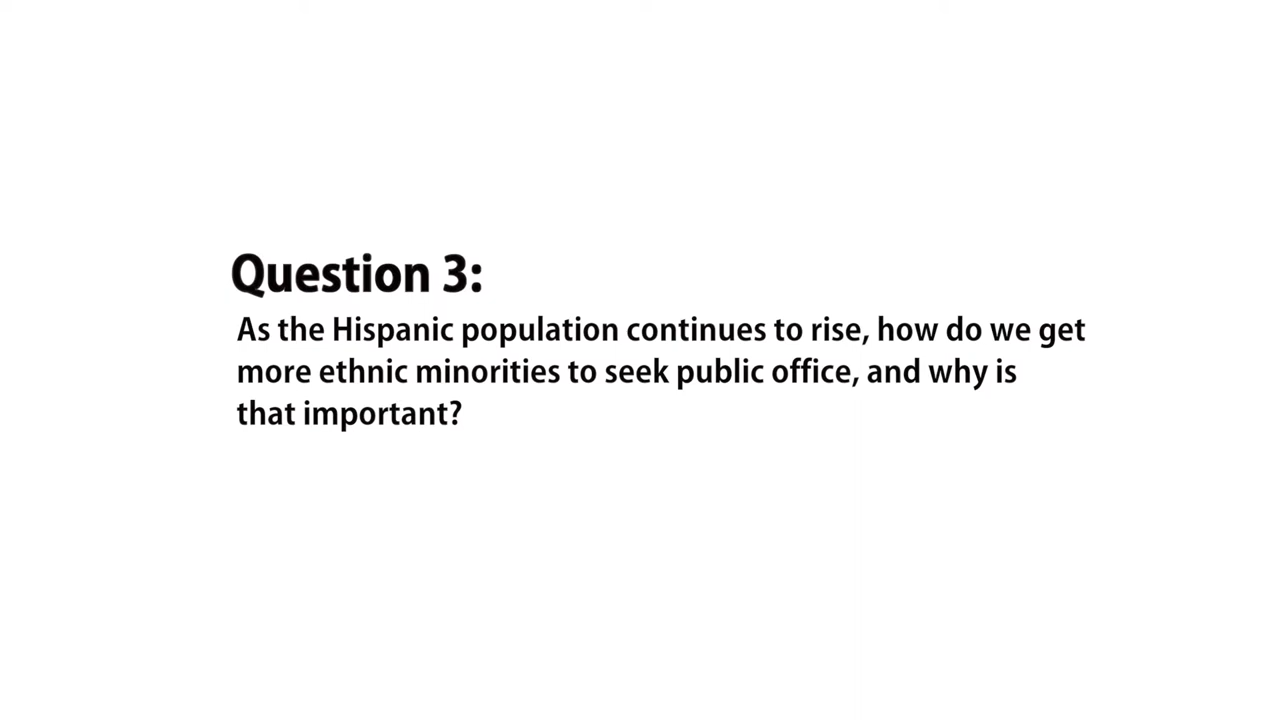 Question 3:
As the Hispanic population continues to rise, how do we get
more ethnic minorities to seek public office, and why is
that important?